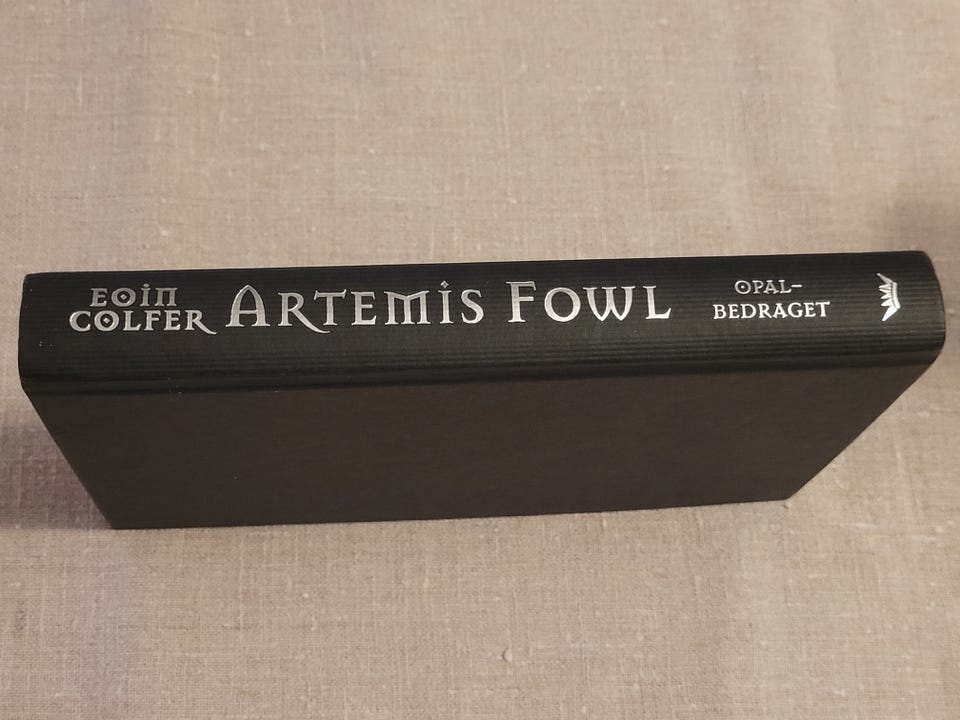 EOIN
COLFER
ARTEMIS FOWL
OPAL-
BEDRAGET